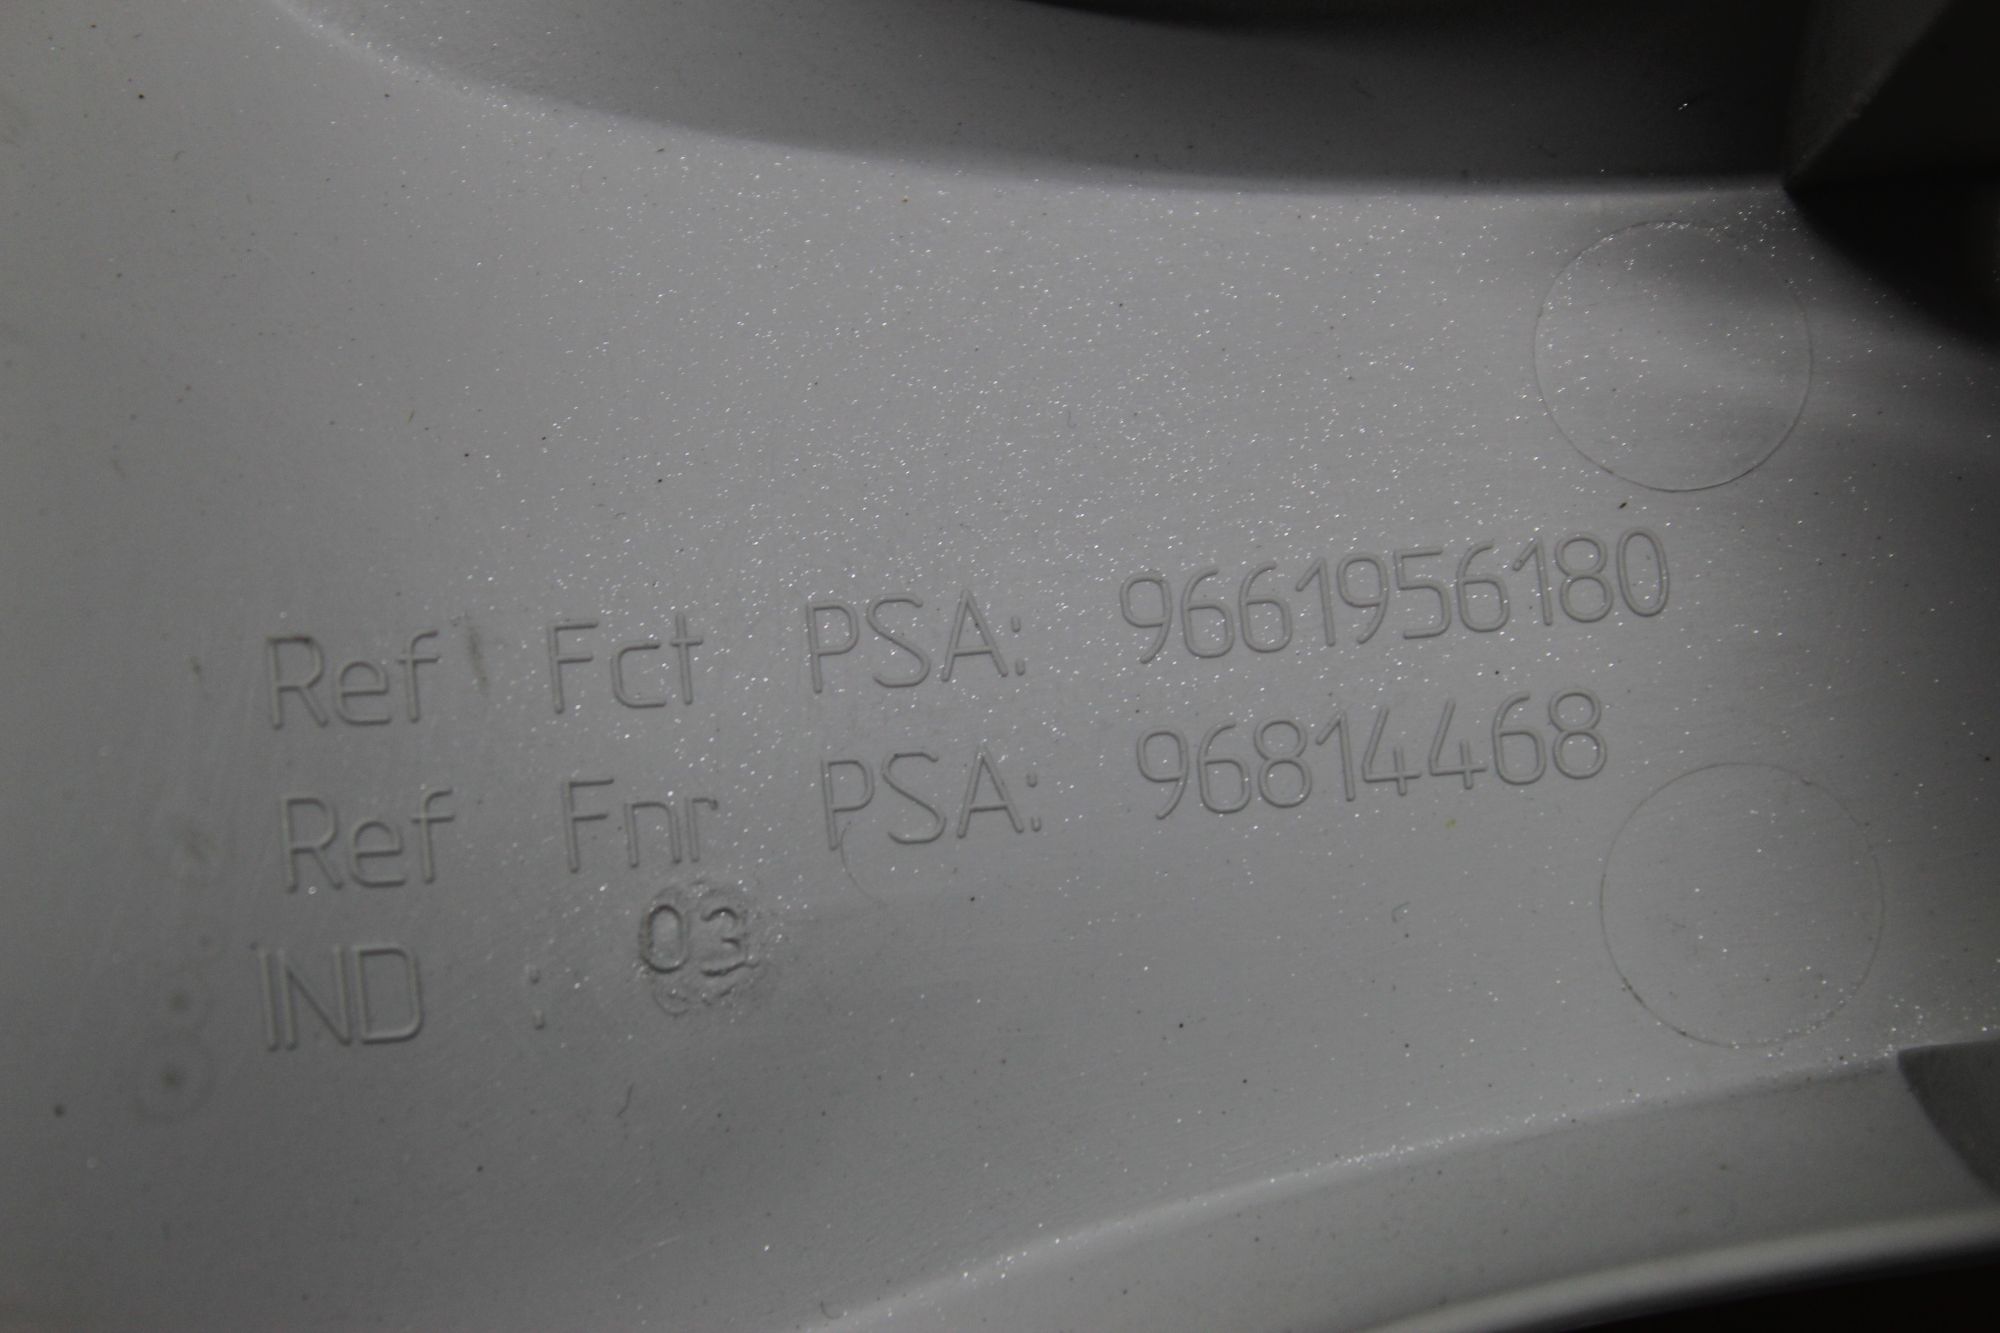 Ref Fct PSA: 9661956180
Ref Fnr PSA: 96814468
IND : 03